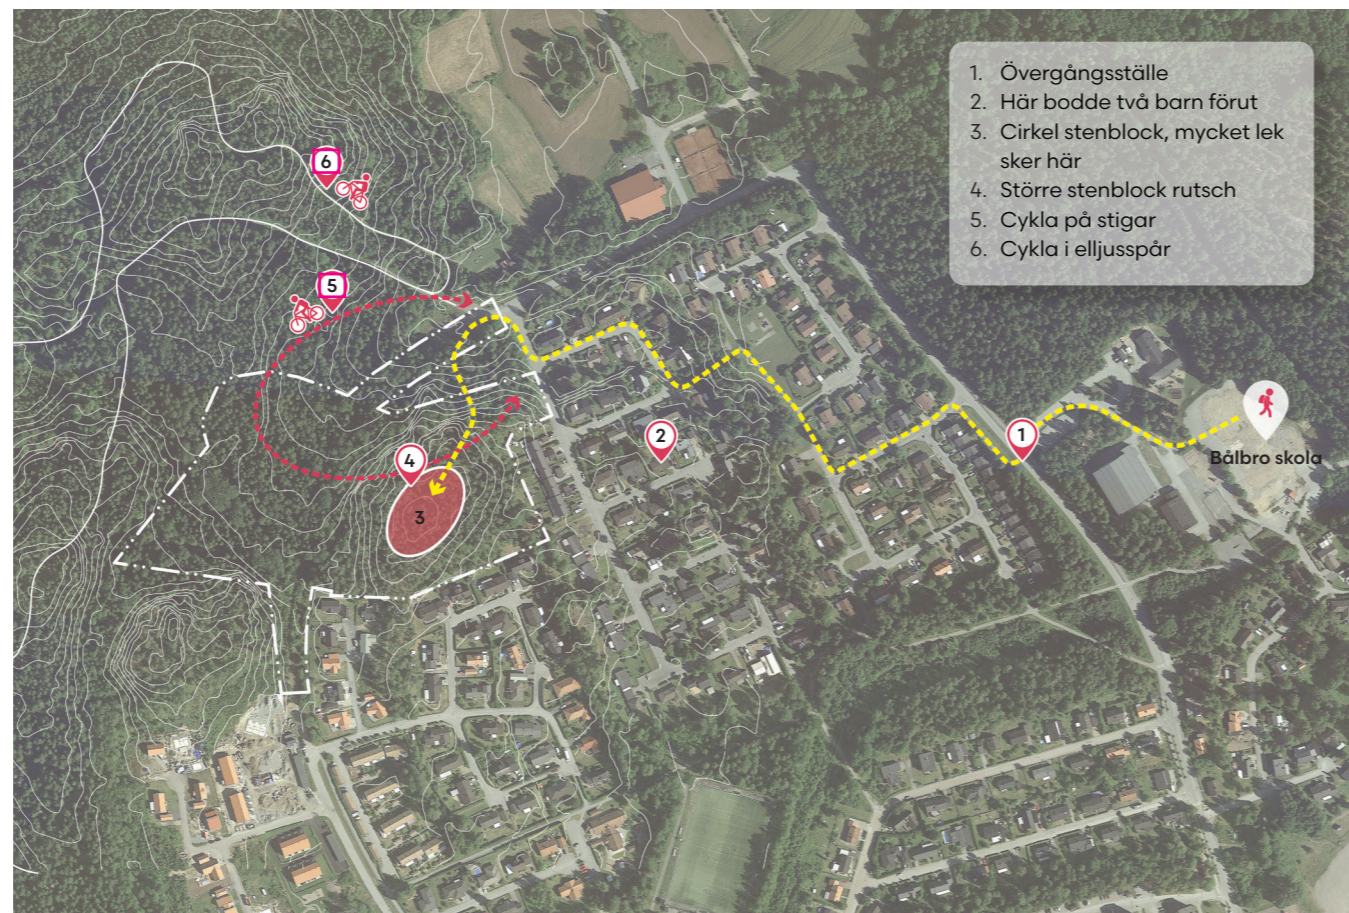 1. Övergångsställe
2. Här bodde två barn förut
3. Cirkel stenblock, mycket lek
sker här
4. Större stenblock rutsch
5. Cykla på stigar
6. Cykla i elljusspår
6
5
4
3
2
1
Bålbro skola